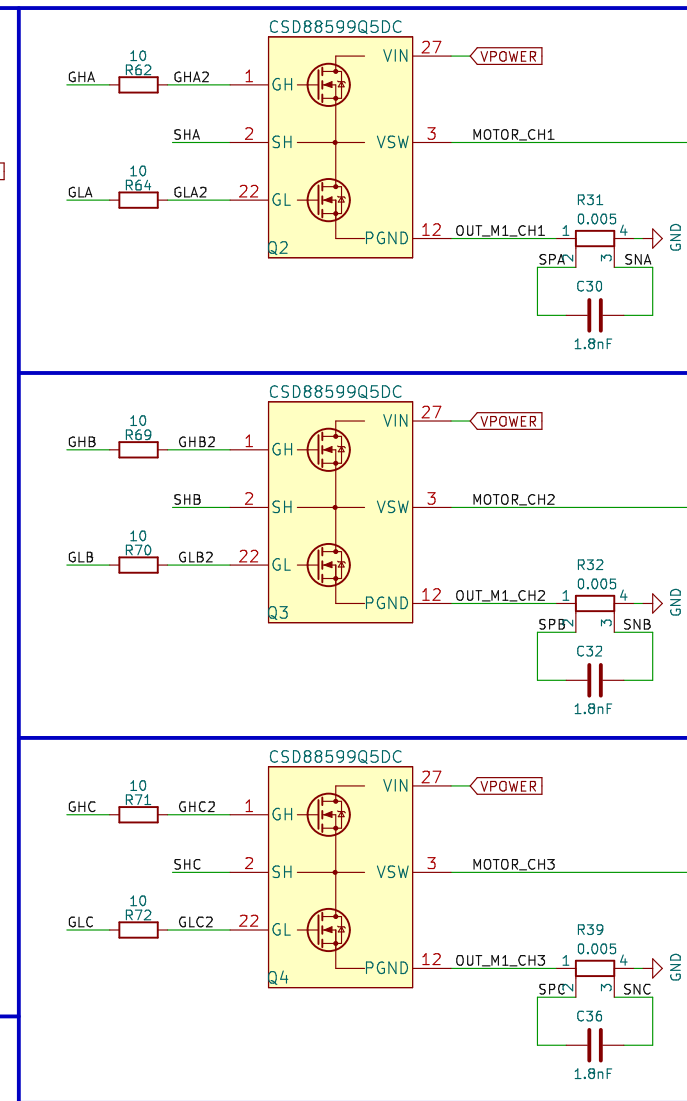 CSD88599Q5DC
10
R62
GHA
GHA2
1
GH
VIN
27
VPOWER
SHA
2
SH
VSW
3
MOTOR_CH1
10
R64
GLA
GLA2
22
GL
PGND
12
OUT_M1_CH1
Q2
R31
0.005
1
4
GND
SPA
2
3
SNA
C30
1.8nF
CSD88599Q5DC
10
R69
GHB
GHB2
1
GH
VIN
27
VPOWER
SHB
2
SH
VSW
3
MOTOR_CH2
10
R70
GLB
GLB2
22
GL
PGND
12
OUT_M1_CH2
Q3
R32
0.005
1
4
GND
SPB
2
3
SNB
C32
1.8nF
CSD88599Q5DC
10
R71
GHC
GHC2
1
GH
VIN
27
VPOWER
SHC
2
SH
VSW
3
MOTOR_CH3
10
R72
GLC
GLC2
22
GL
PGND
12
OUT_M1_CH3
Q4
R39
0.005
1
4
GND
SPC
2
3
SNC
C36
1.8nF